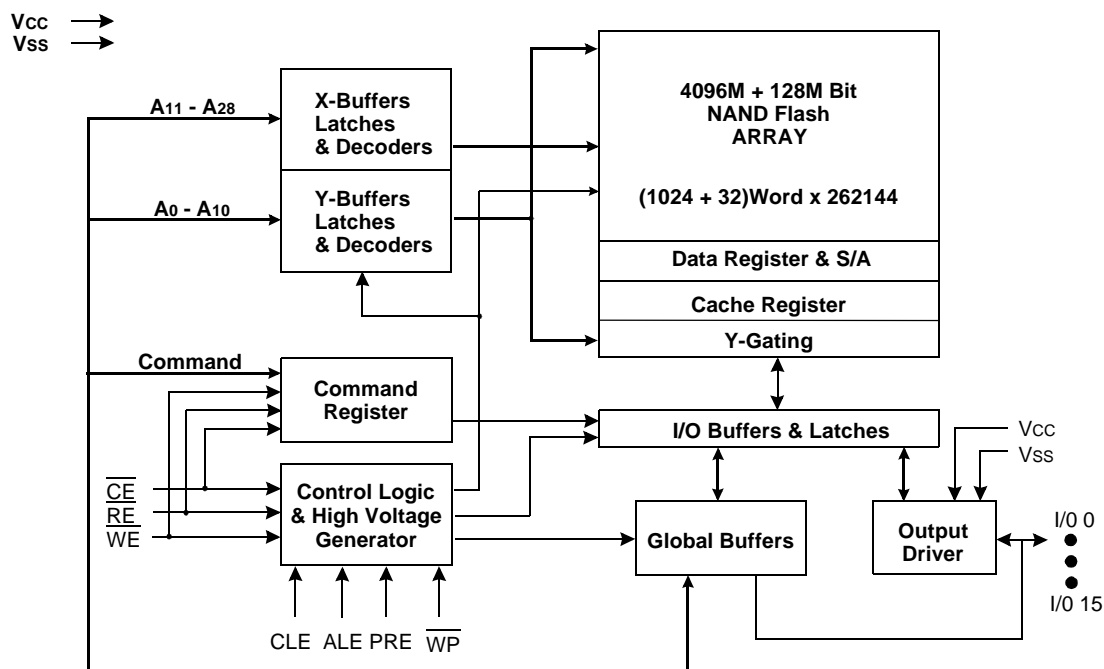 VCC
VSS
A11 - A28
X-Buffers
Latches
& Decoders
A0 - A10
Y-Buffers
Latches
& Decoders
4096M + 128M Bit
NAND Flash
ARRAY
(1024 + 32)Word x 262144
Data Register & S/A
Cache Register
Y-Gating
Command
Command
Register
I/O Buffers & Latches
VCC
VSS
CE
RE
WE
Control Logic
& High Voltage
Generator
Global Buffers
Output
Driver
I/0 0
I/0 15
CLE ALE PRE WP